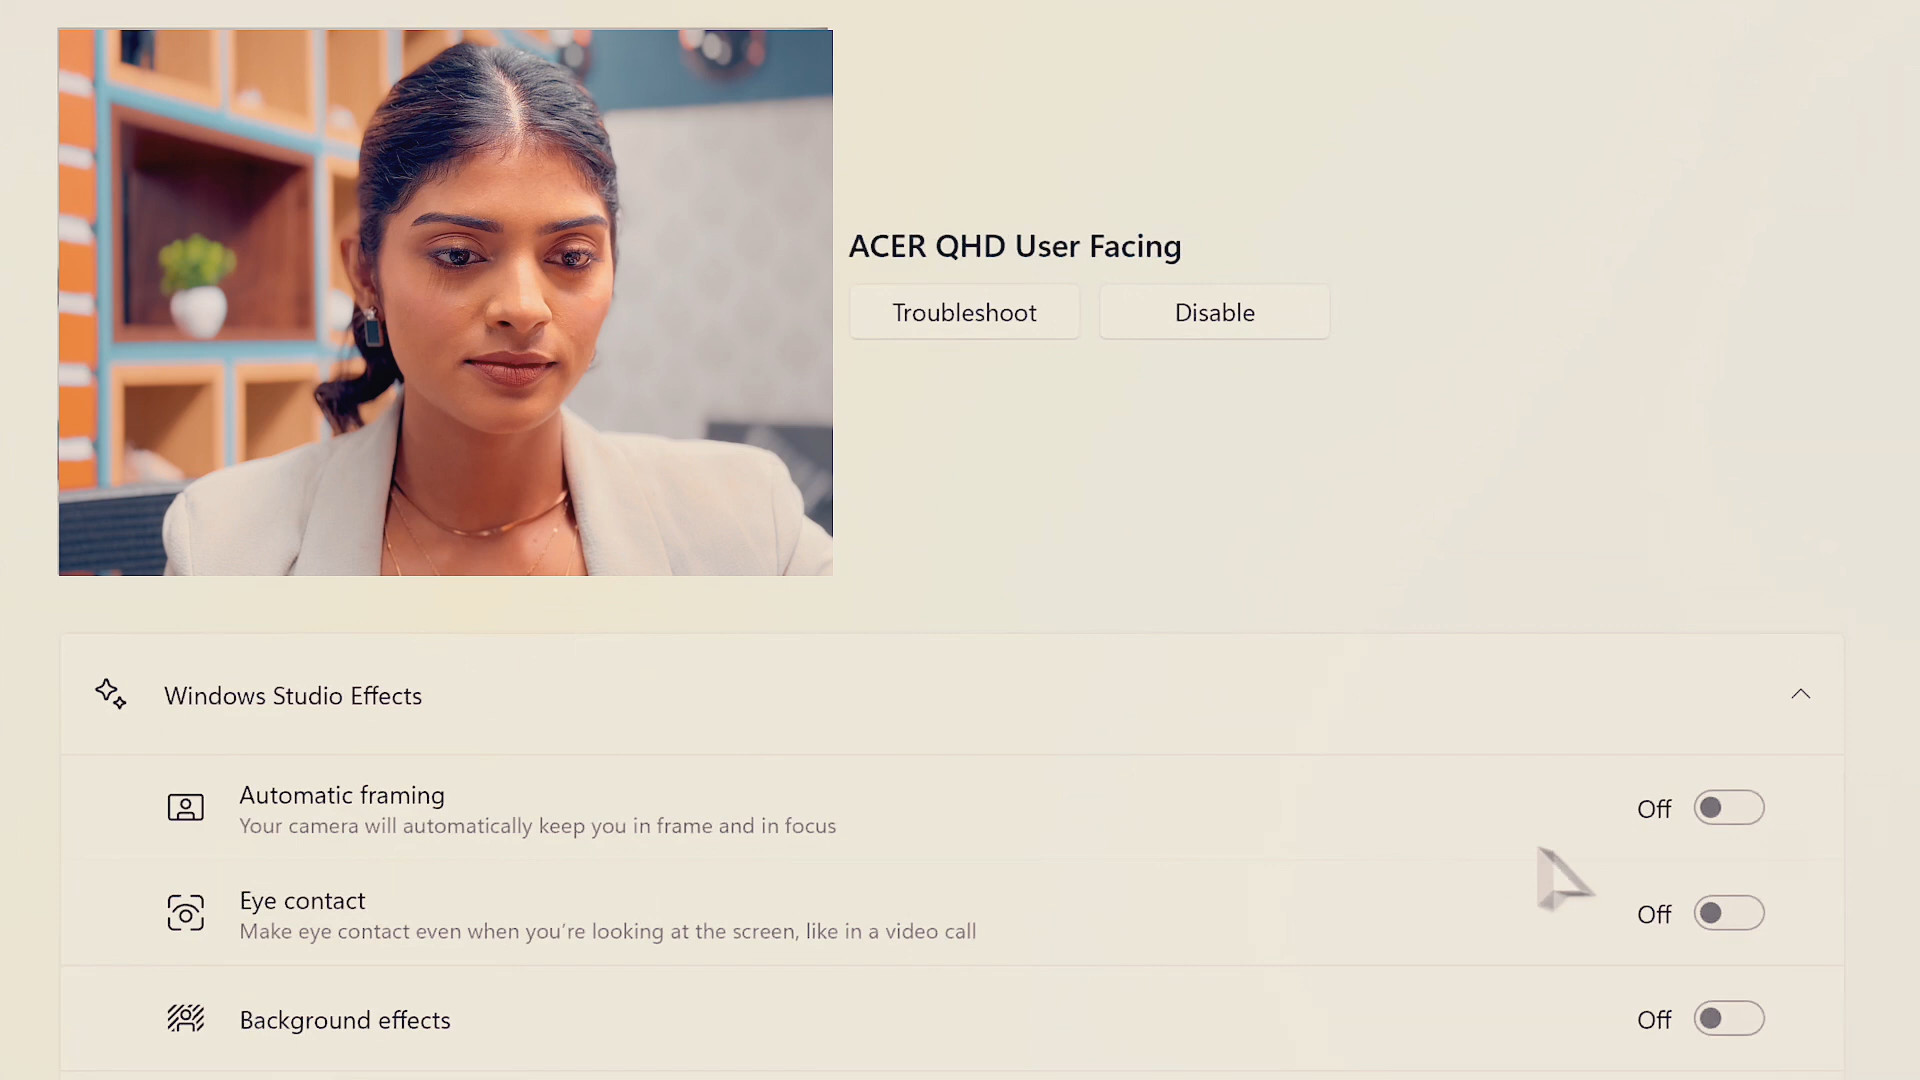 ACER QHD User Facing
Troubleshoot
Disable
Windows Studio Effects
Automatic framing
Your camera will automatically keep you in frame and in focus
Off
Eye contact
Make eye contact even when you're looking at the screen, like in a video call
Off
Background effects
Off